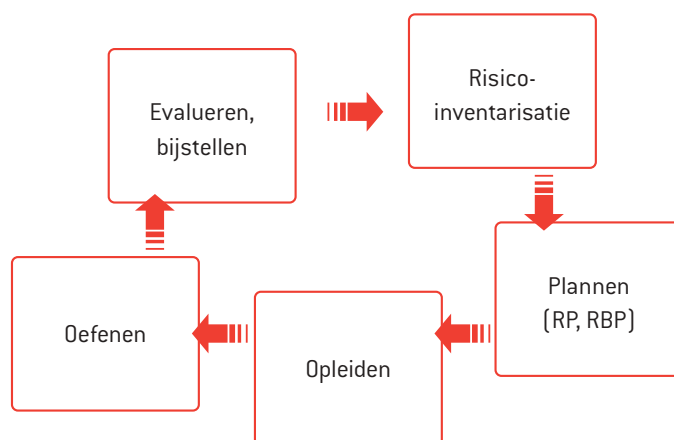 Risico-
inventarisatie
Evalueren,
bijstellen
Plannen
(RP, RBP)
Oefenen
Opleiden